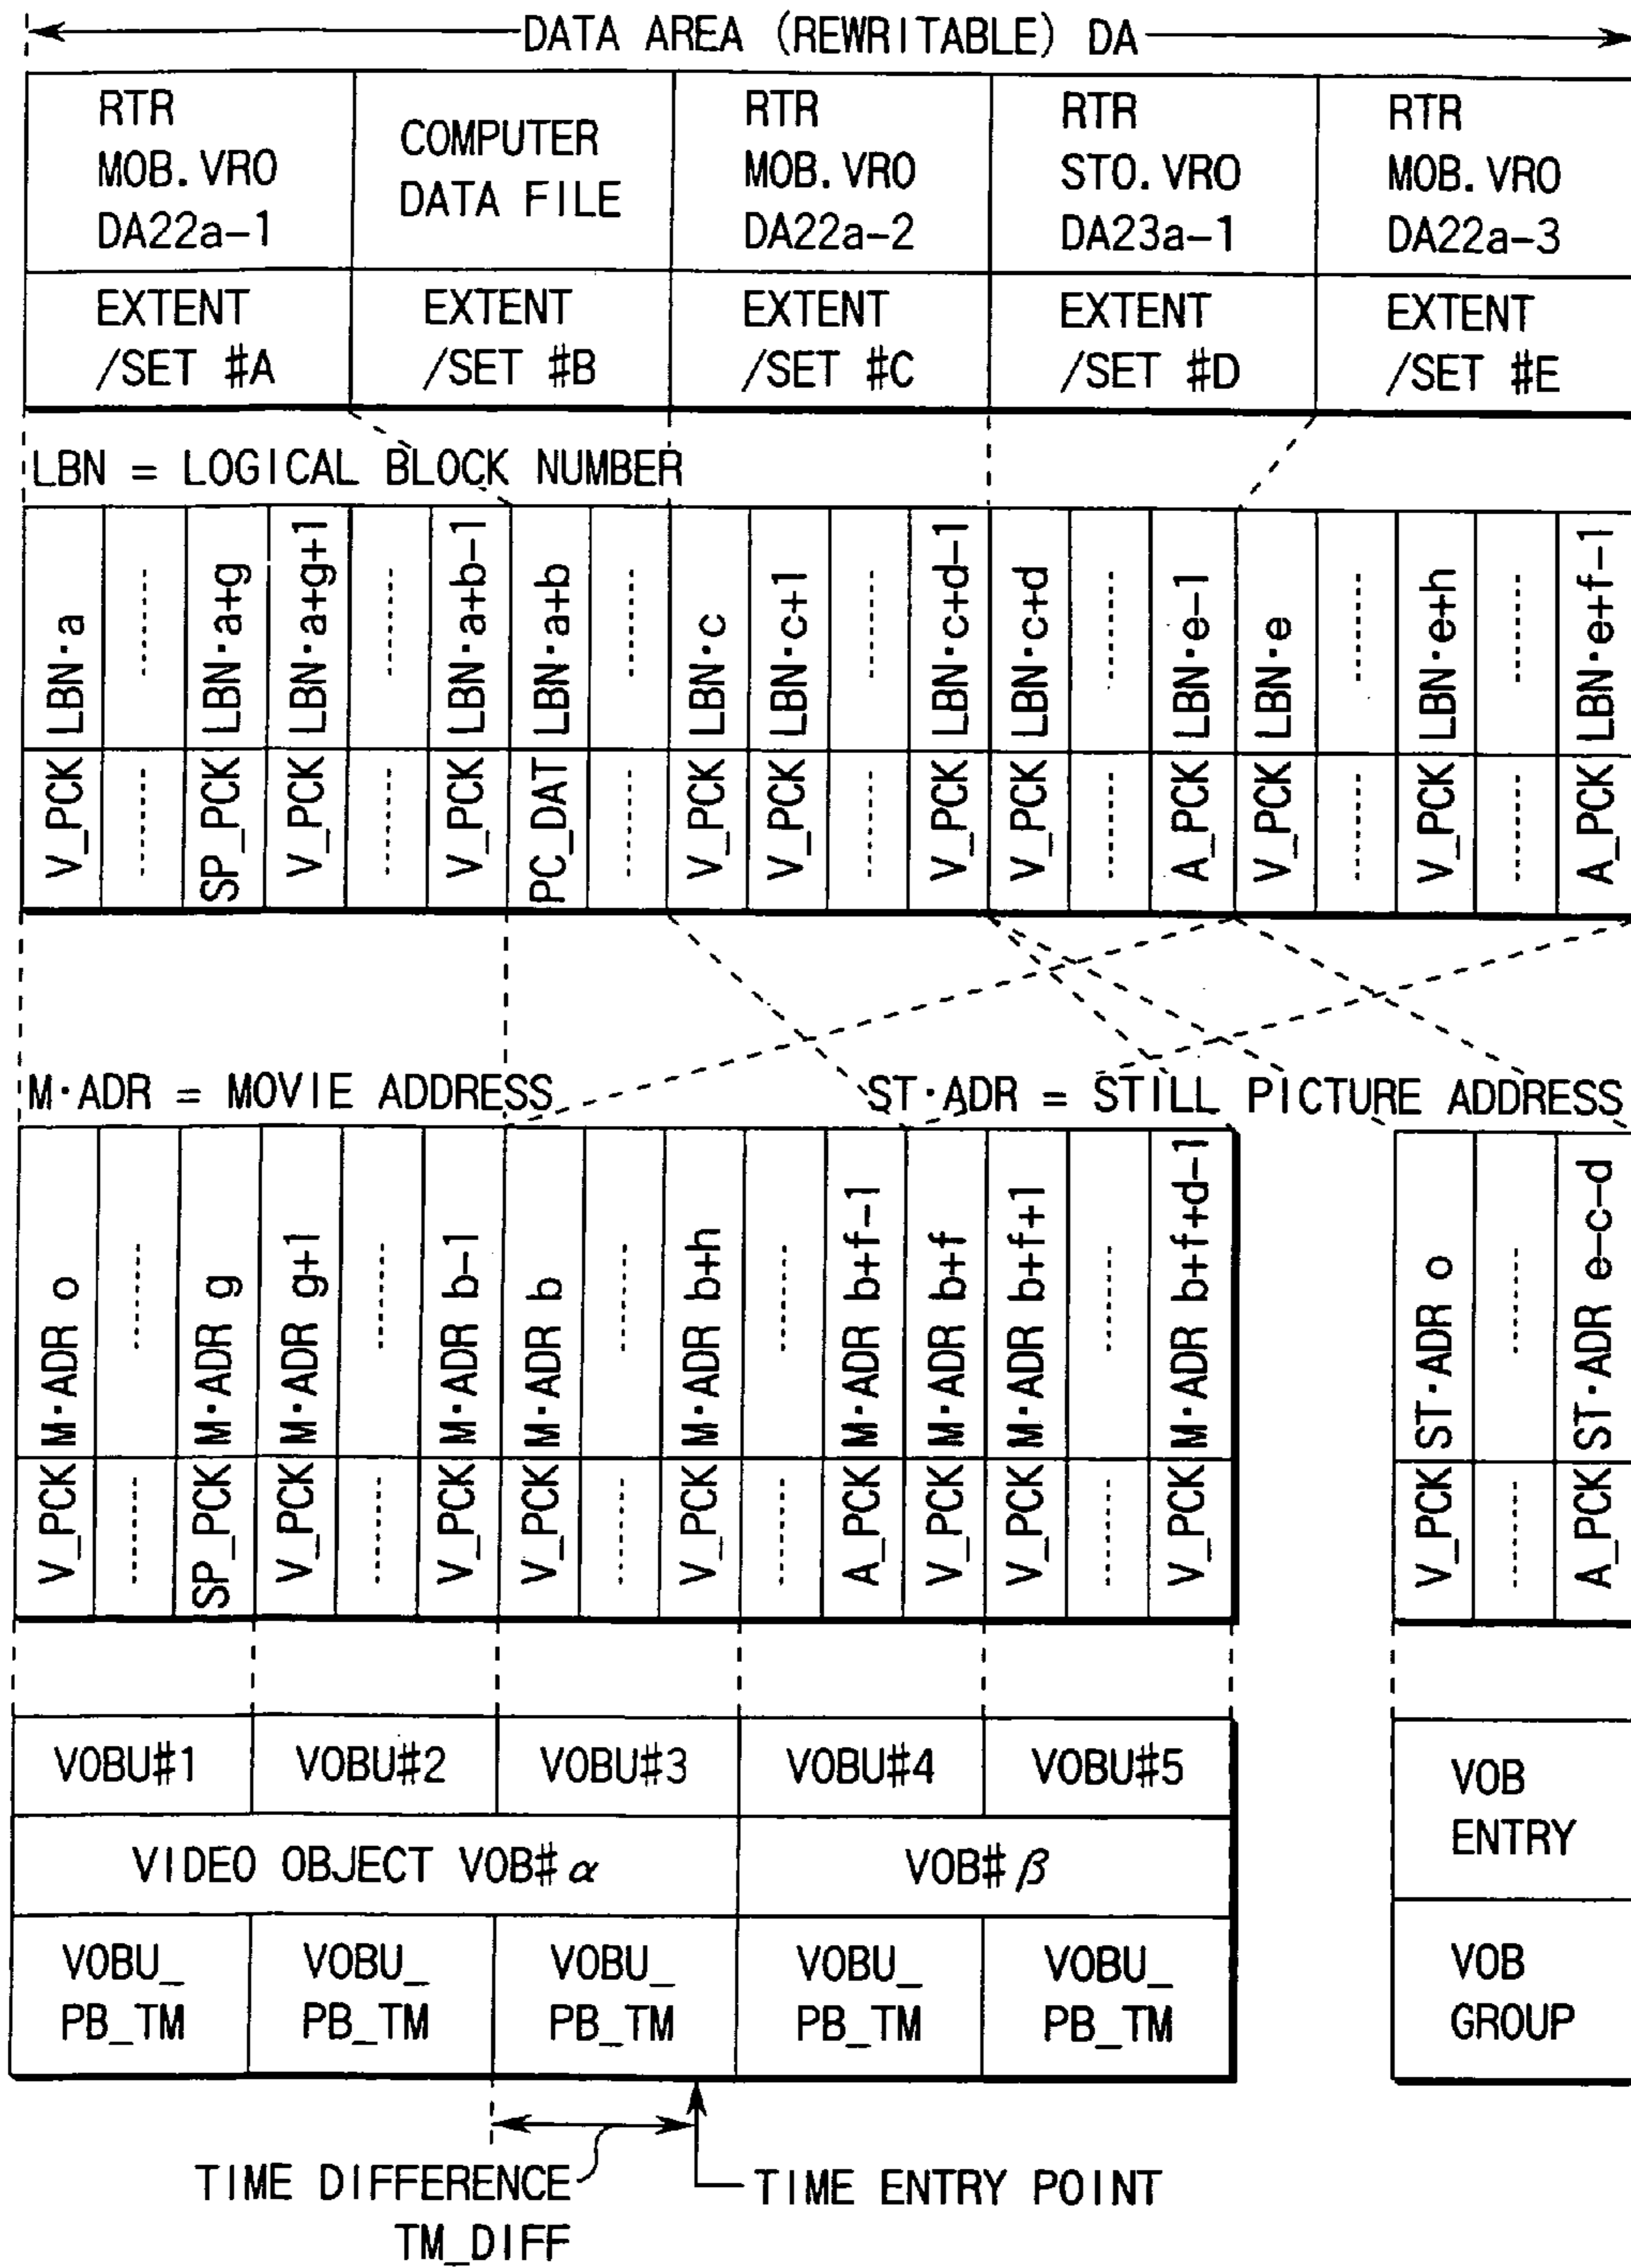 DATA AREA (REWRITABLE) DA
RTR
MOB. VRO
DA22a-1
COMPUTER
DATA FILE
RTR
MOB. VRO
DA22a-2
RTR
STO. VRO
DA23a-1
RTR
MOB. VRO
DA22a-3
EXTENT
/SET #A
EXTENT
/SET #B
EXTENT
/SET #C
EXTENT
/SET #D
EXTENT
/SET #E
LBN = LOGICAL BLOCK NUMBER
LBN·a
LBN·a+g
LBN·a+g+1
LBN·a+b-1
LBN·a+b
LBN·c
LBN·c+1
LBN·c+d-1
LBN·c+d
LBN·e-1
LBN·e
LBN·e+h
LBN·e+f-1
V_PCK
SP_PCK
V_PCK
V_PCK
PC_DAT
V_PCK
V_PCK
V_PCK
V_PCK
A_PCK
V_PCK
V_PCK
A_PCK
M·ADR = MOVIE ADDRESS
ST·ADR = STILL PICTURE ADDRESS
M·ADR o
M·ADR g
M·ADR g+1
M·ADR b-1
M·ADR b
M·ADR b+h
M·ADR b+f-1
M·ADR b+f
M·ADR b+f+1
M·ADR b+f+d-1
ST·ADR o
ST·ADR e-c-d
V_PCK
SP_PCK
V_PCK
V_PCK
V_PCK
V_PCK
A_PCK
V_PCK
V_PCK
V_PCK
V_PCK
A_PCK
VOBU#1
VOBU#2
VOBU#3
VOBU#4
VOBU#5
VOB
ENTRY
VIDEO OBJECT VOB# α
VOB# β
VOBU_
PB_TM
VOBU_
PB_TM
VOBU_
PB_TM
VOBU_
PB_TM
VOBU_
PB_TM
VOB
GROUP
TIME DIFFERENCE
TM_DIFF
TIME ENTRY POINT